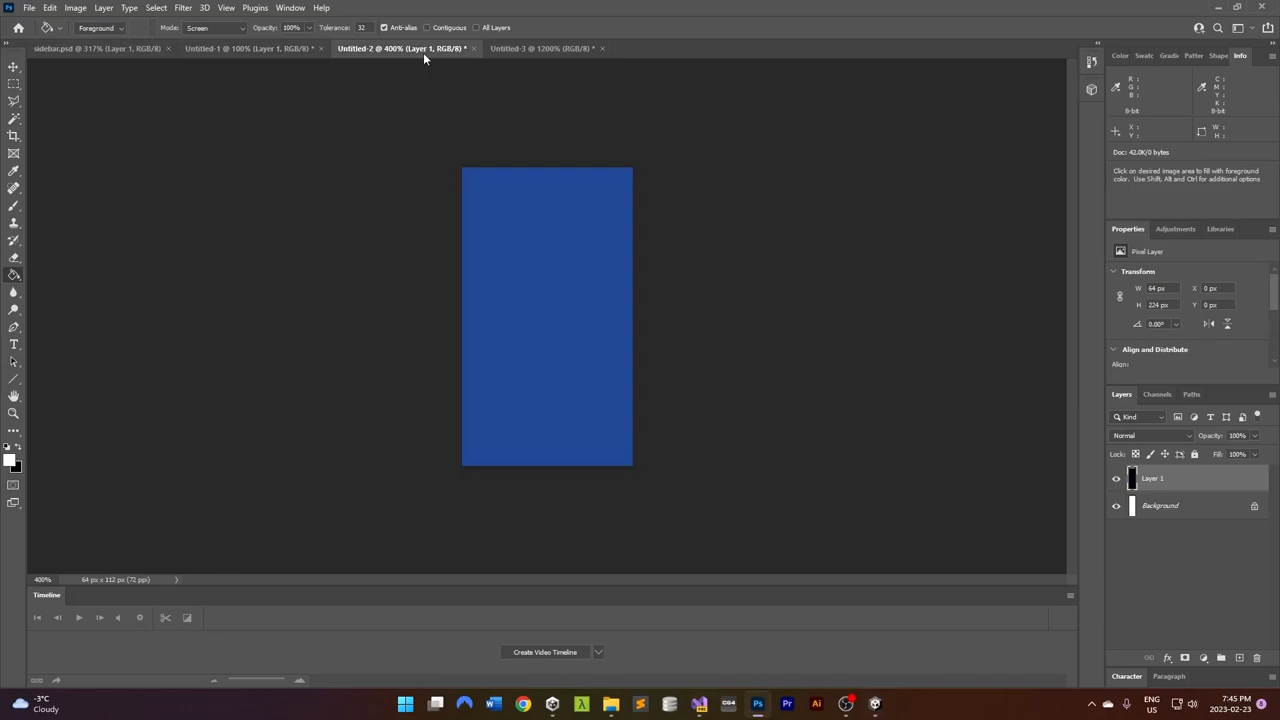 Ps File Edit Image Layer Type Select Filter 3D View Plugins Window Help
Foreground Mode: Screen Opacity: 100% Tolerance: 32 Anti-alias Contiguous All Layers
sidebar.psd @ 317% (Layer 1, RGB/8) × Untitled-1 @ 100% (Layer 1, RGB/8) * × Untitled-2 @ 400% (Layer 1, RGB/8) * × Untitled-3 @ 1200% (RGB/8) * ×
Color Swatc Gradi Patter Shape Info
R : C :
G : M :
B : Y :
K :
8-bit 8-bit
X : W :
Y : H :
Doc: 42.0K/0 bytes
Click on desired image area to fill with foreground
color. Use Shift, Alt and Ctrl for additional options
Properties Adjustments Libraries
Pixel Layer
Transform
W 64 px X 0 px
H 224 px Y 0 px
0.00°
Align and Distribute
Align:
Layers Channels Paths
Kind
Normal Opacity: 100%
Lock: Fill: 100%
Layer 1
Background
400% 64 px x 112 px (72 ppi)
Timeline
Create Video Timeline
Character Paragraph
-3°C
Cloudy
ENG
US
7:45 PM
2023-02-23